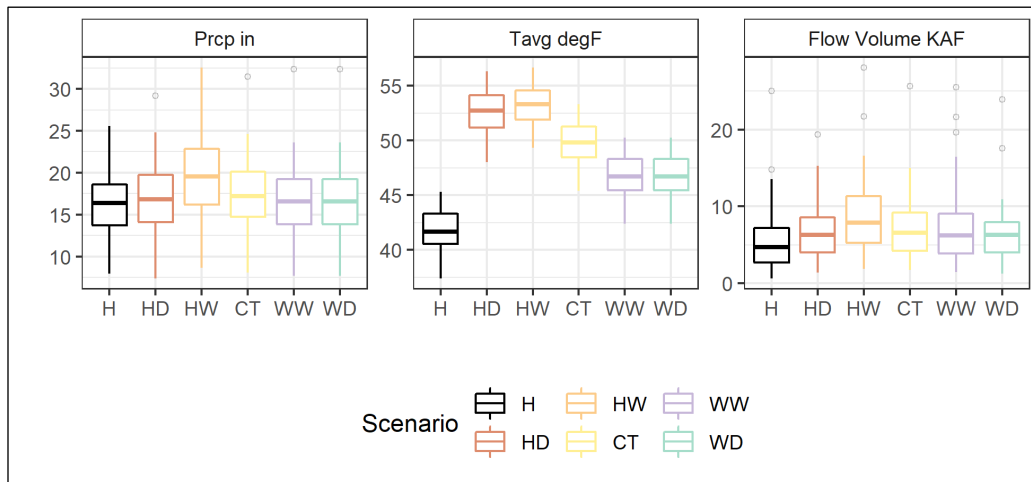 Prcp in Tavg degF Flow Volume KAF
30
25
20
15
10
H HD HW CT WW WD
55
50
45
40
H HD HW CT WW WD
20
10
0
H HD HW CT WW WD
Scenario
H HW WW
HD CT WD